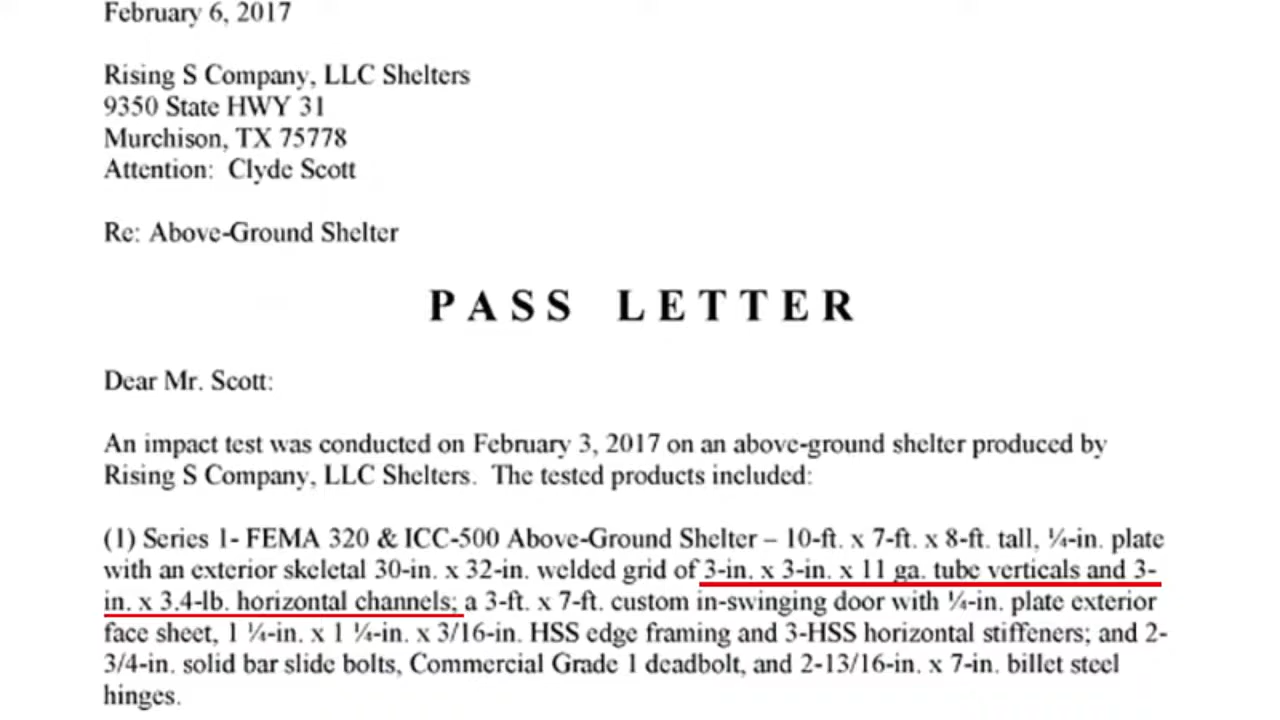 February 6, 2017
Rising S Company, LLC Shelters
9350 State HWY 31
Murchison, TX 75778
Attention: Clyde Scott
Re: Above-Ground Shelter
PASS LETTER
Dear Mr. Scott:
An impact test was conducted on February 3, 2017 on an above-ground shelter produced by
Rising S Company, LLC Shelters. The tested products included:
(1) Series 1- FEMA 320 & ICC-500 Above-Ground Shelter – 10-ft. x 7-ft. x 8-ft. tall, ¼-in. plate
with an exterior skeletal 30-in. x 32-in. welded grid of 3-in. x 3-in. x 11 ga. tube verticals and 3-
in. x 3.4-lb. horizontal channels; a 3-ft. x 7-ft. custom in-swinging door with ¼-in. plate exterior
face sheet, 1 ¼-in. x 1 ¼-in. x 3/16-in. HSS edge framing and 3-HSS horizontal stiffeners; and 2-
3/4-in. solid bar slide bolts, Commercial Grade 1 deadbolt, and 2-13/16-in. x 7-in. billet steel
hinges.